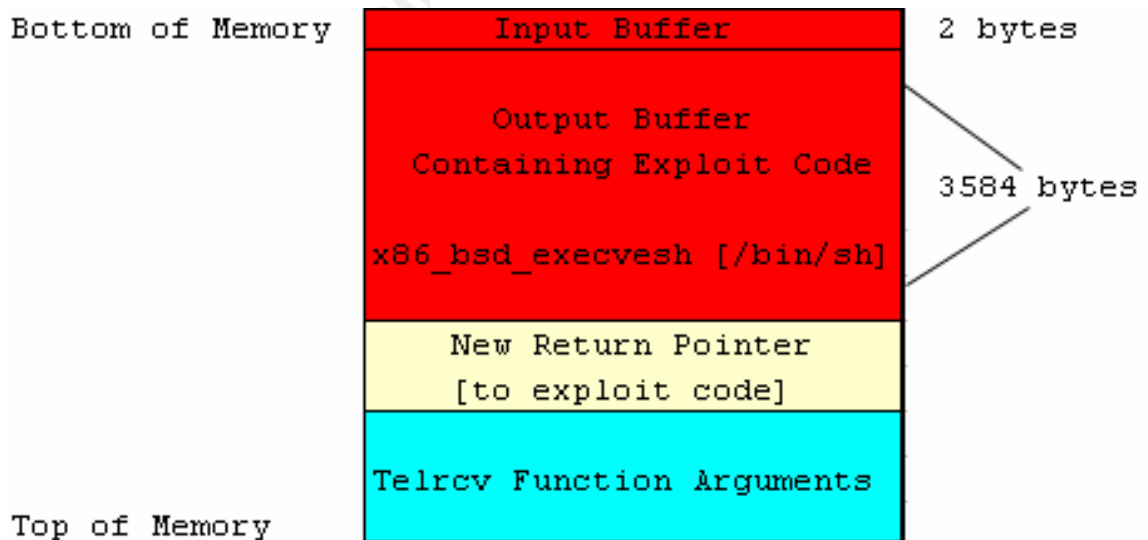 Bottom of Memory Input Buffer 2 bytes
Output Buffer
Containing Exploit Code
3584 bytes
x86_bsd_execvesh [/bin/sh]
New Return Pointer
[to exploit code]
Telrcv Function Arguments
Top of Memory